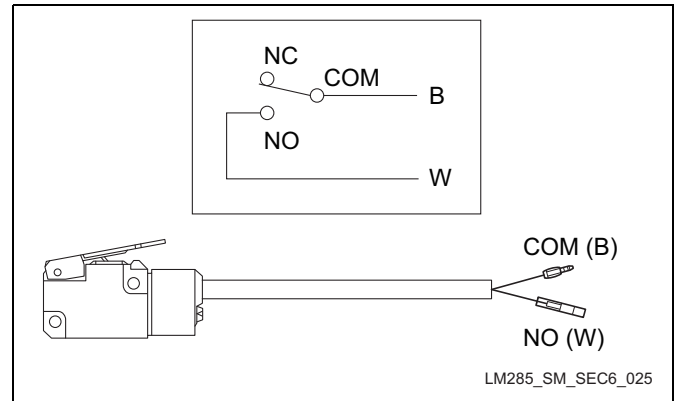 NC
COM
B
NO
W
COM (B)
NO (W)
LM285_SM_SEC6_025